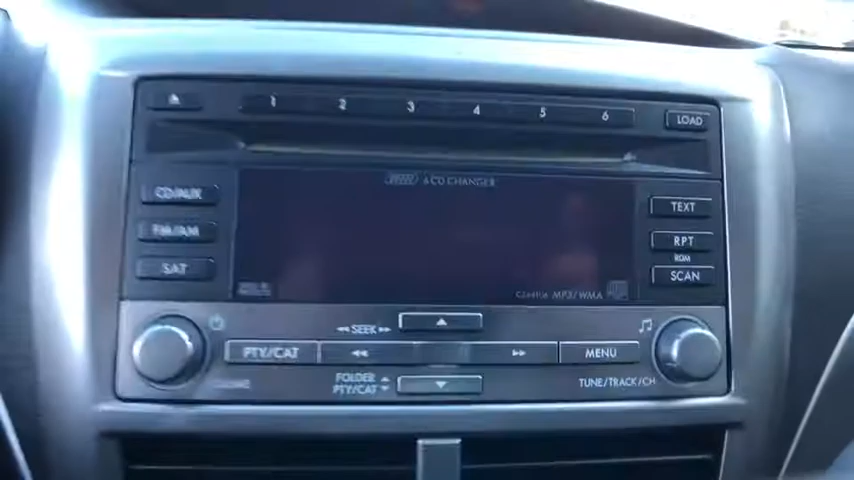 1 2 3 4 5 6 LOAD
6 CD CHANGER
CD/AUX
FM/AM
SAT
TEXT
RPT
RDM
SCAN
MP3/WMA
SEEK
PTY/CAT
MENU
FOLDER
PTY/CAT
TUNE/TRACK/CH